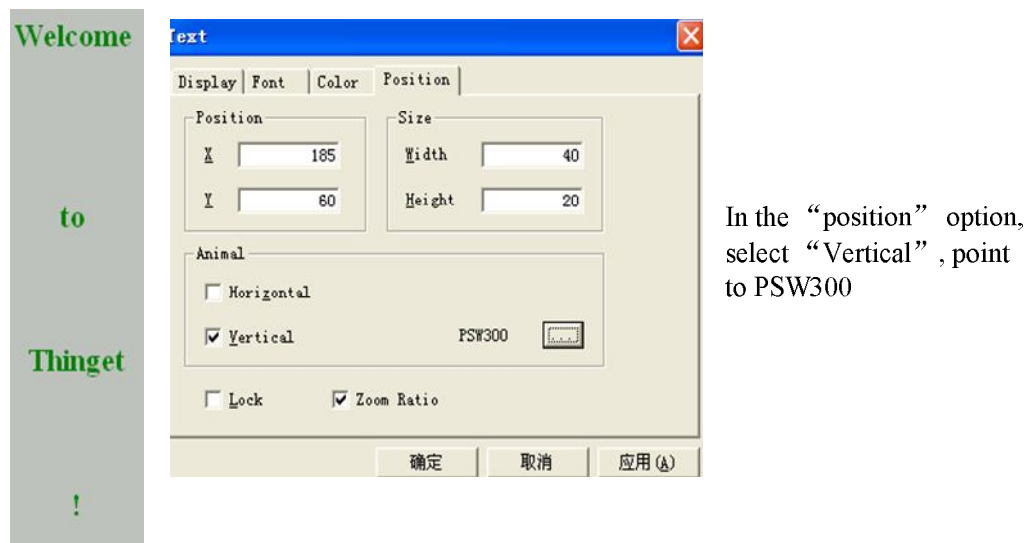 Welcome
to
Thinget
!
Text
Display Font Color Position
Position
X 185
Y 60
Size
Width 40
Height 20
Animal
Horizontal
Vertical PSW300 ...
Lock Zoom Ratio
确定 取消 应用(A)
In the “position” option,
select “Vertical”, point
to PSW300